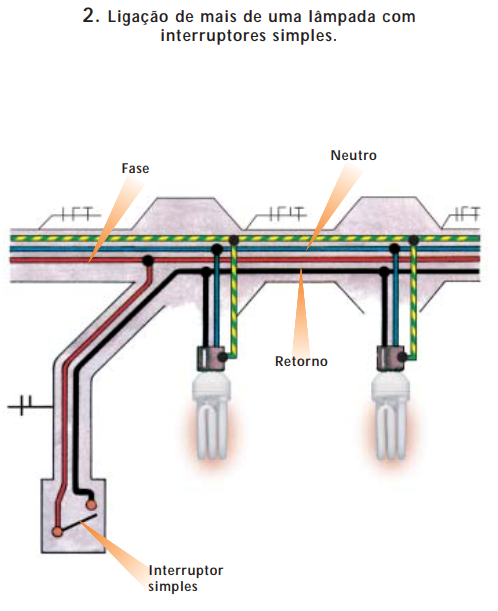 2. Ligação de mais de uma lâmpada com
interruptores simples.
Neutro
Fase
Retorno
Interruptor
simples